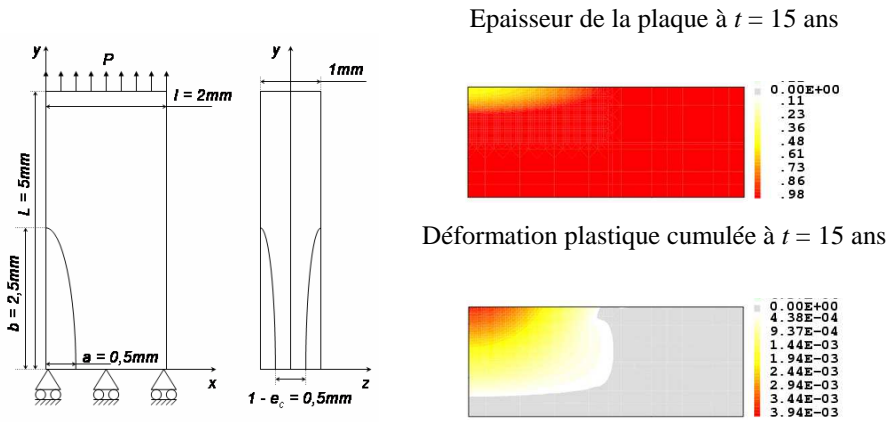 Epaisseur de la plaque à t = 15 ans
y
P
l = 2mm
L = 5mm
b = 2,5mm
a = 0,5mm
x
y
1mm
1 - ec = 0,5mm
z
0.00E+00
.11
.23
.36
.48
.61
.73
.86
.98
Déformation plastique cumulée à t = 15 ans
0.00E+00
4.38E-04
9.37E-04
1.44E-03
1.94E-03
2.44E-03
2.94E-03
3.44E-03
3.94E-03